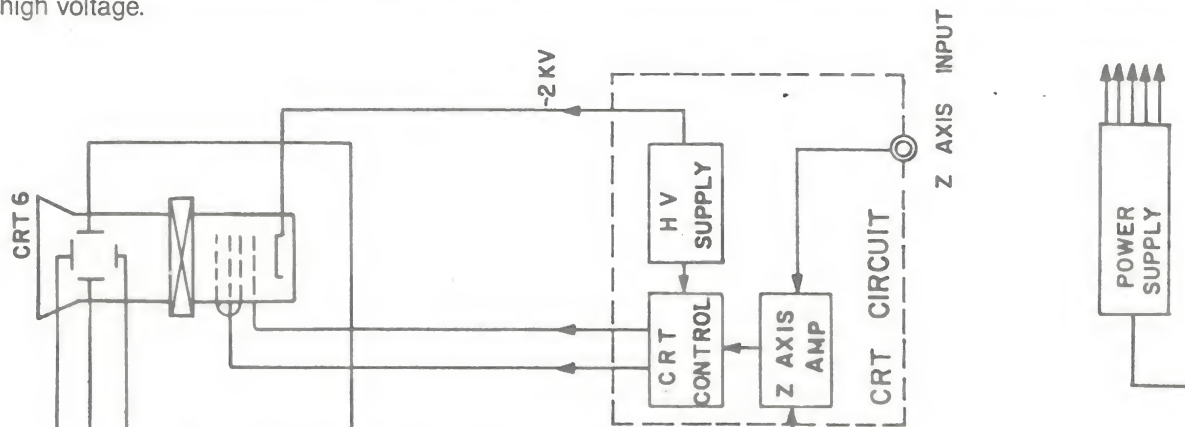 high voltage.
CRT 6
-2 KV
HV
SUPPLY
CRT
CONTROL
Z AXIS
AMP
CRT CIRCUIT
Z AXIS INPUT
POWER
SUPPLY